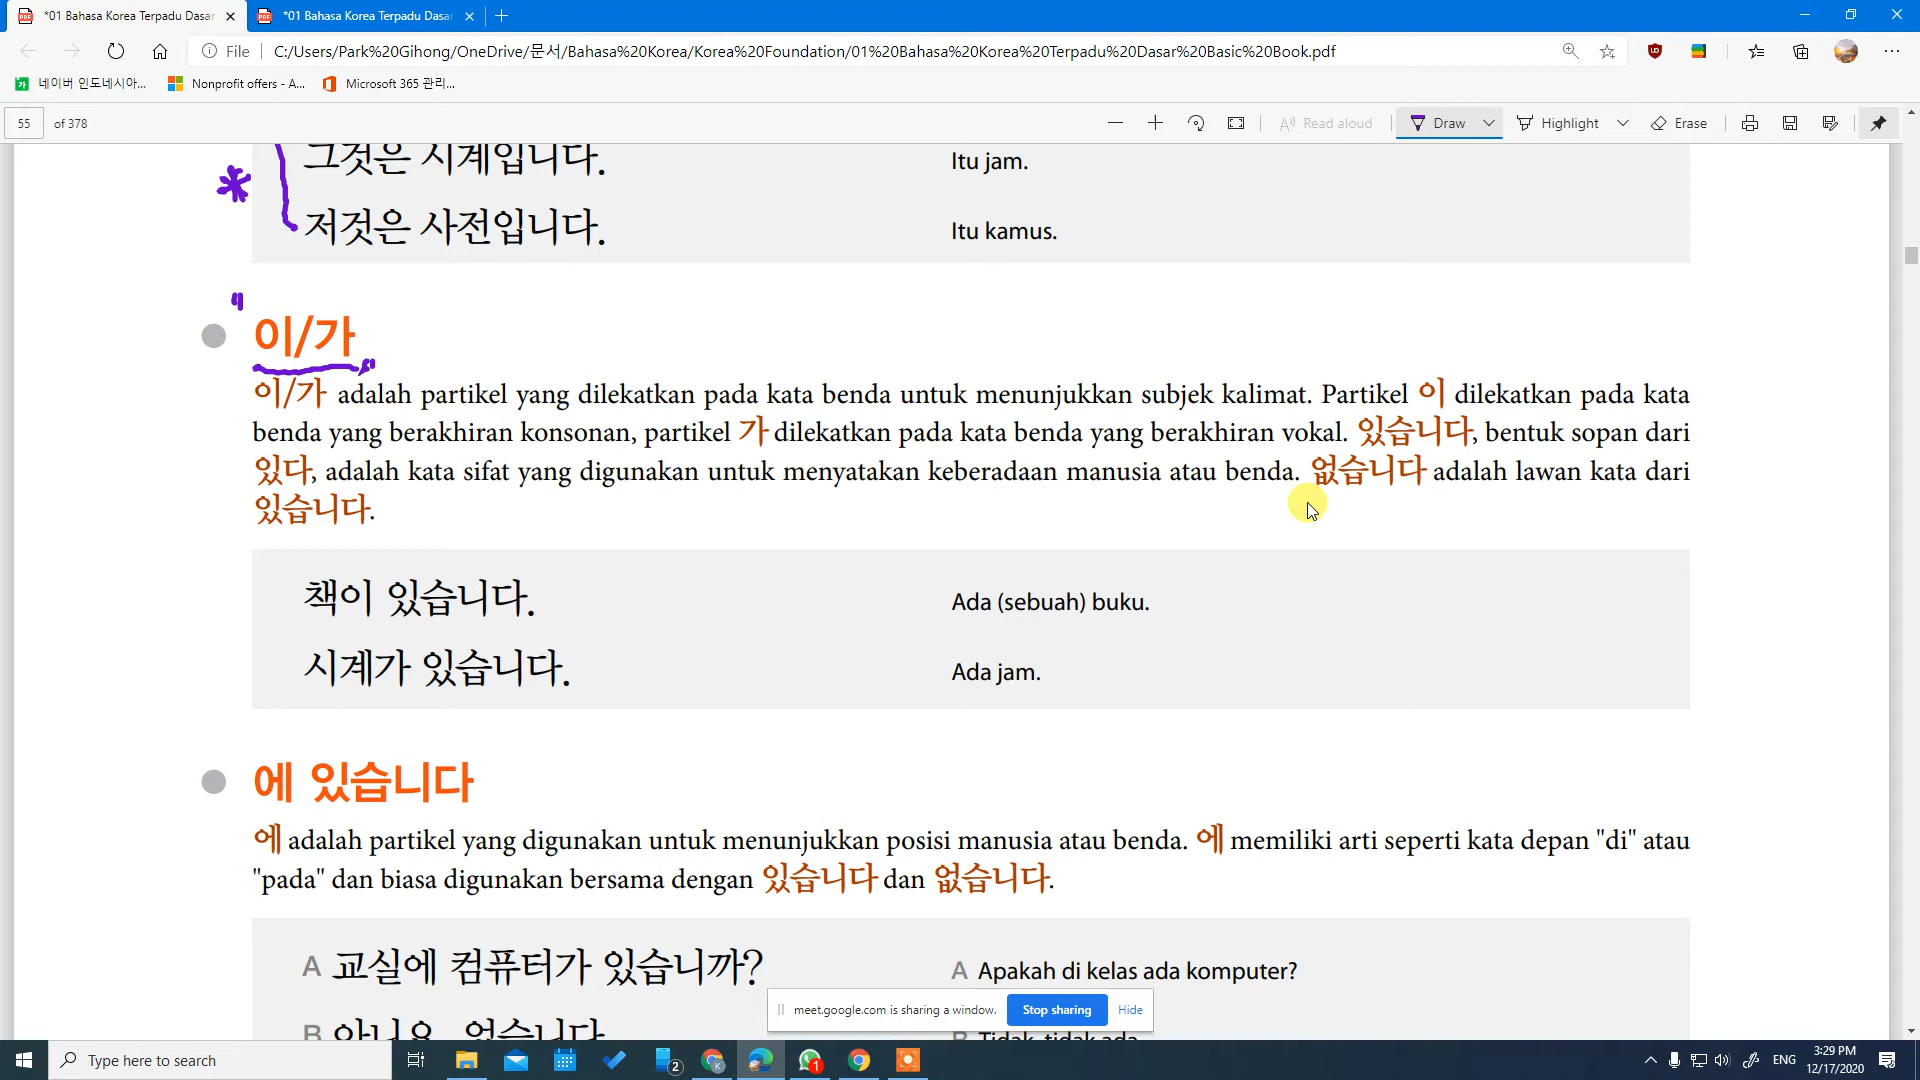 *01 Bahasa Korea Terpadu Dasar
*01 Bahasa Korea Terpadu Dasar
File
C:/Users/Park%20Gihong/OneDrive/문서/Bahasa%20Korea/Korea%20Foundation/01%20Bahasa%20Korea%20Terpadu%20Dasar%20Basic%20Book.pdf
네이버 인도네시아...
Nonprofit offers - A...
Microsoft 365 관리...
55 of 378
Read aloud
Draw
Highlight
Erase
그것은 시계입니다. Itu jam.
저것은 사전입니다. Itu kamus.
이/가
이/가 adalah partikel yang dilekatkan pada kata benda untuk menunjukkan subjek kalimat. Partikel 이 dilekatkan pada kata
benda yang berakhiran konsonan, partikel 가 dilekatkan pada kata benda yang berakhiran vokal. 있습니다, bentuk sopan dari
있다, adalah kata sifat yang digunakan untuk menyatakan keberadaan manusia atau benda. 없습니다 adalah lawan kata dari
있습니다.
책이 있습니다. Ada (sebuah) buku.
시계가 있습니다. Ada jam.
에 있습니다
에 adalah partikel yang digunakan untuk menunjukkan posisi manusia atau benda. 에 memiliki arti seperti kata depan "di" atau
"pada" dan biasa digunakan bersama dengan 있습니다 dan 없습니다.
A 교실에 컴퓨터가 있습니까? A Apakah di kelas ada komputer?
B 아니요, 없습니다. B Tidak, tidak ada.
meet.google.com is sharing a window. Stop sharing Hide
Type here to search
2
K
1
ENG
3:29 PM
12/17/2020